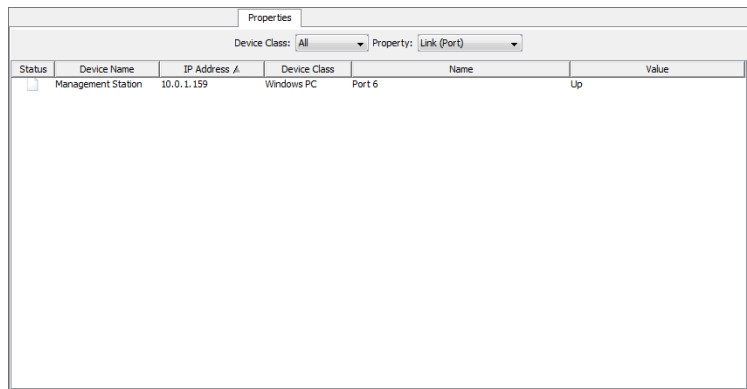 Properties
Device Class: All Property: Link (Port)
Status Device Name IP Address Device Class Name Value
Management Station 10.0.1.159 Windows PC Port 6 Up